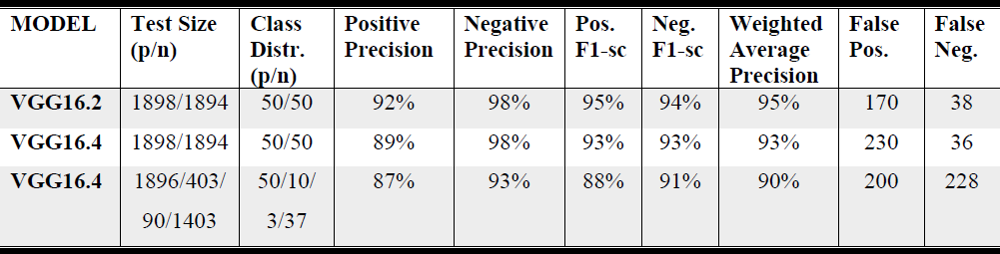 MODEL Test Size (p/n) Class Distr. (p/n) Positive Precision Negative Precision Pos. F1-sc Neg. F1-sc Weighted Average Precision False Pos. False Neg.
VGG16.2 1898/1894 50/50 92% 98% 95% 94% 95% 170 38
VGG16.4 1898/1894 50/50 89% 98% 93% 93% 93% 230 36
VGG16.4 1896/403/ 50/10/ 87% 93% 88% 91% 90% 200 228
90/1403 3/37